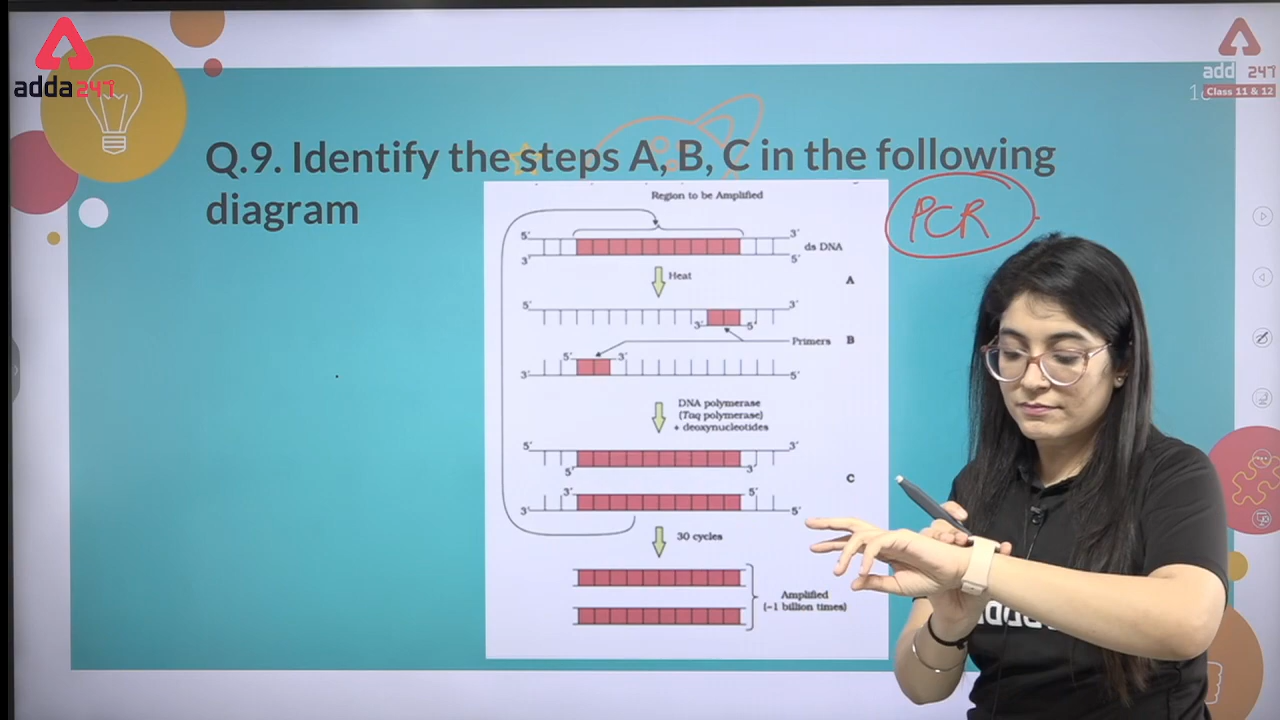 adda247
add 247
Class 11 & 12
Q.9. Identify the steps A, B, C in the following
diagram
PCR
Region to be Amplified
5′ 3′
ds DNA
3′ 5′
Heat
A
5′ 3′
3′ 5′
Primers B
5′ 3′
3′ 5′
DNA polymerase
(Taq polymerase)
+ deoxynucleotides
5′ 3′
5′ 3′
C
3′ 5′
3′ 5′
30 cycles
Amplified
(~1 billion times)